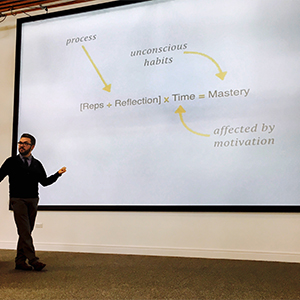 process
unconscious
habits
[Reps ÷ Reflection] x Time = Mastery
affected by
motivation